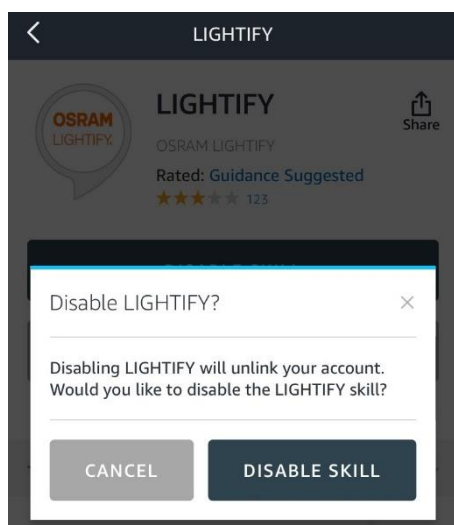 LIGHTIFY
OSRAM
LIGHTIFY
LIGHTIFY
Share
OSRAM LIGHTIFY
Rated: Guidance Suggested
123
Disable LIGHTIFY?
Disabling LIGHTIFY will unlink your account.
Would you like to disable the LIGHTIFY skill?
CANCEL
DISABLE SKILL